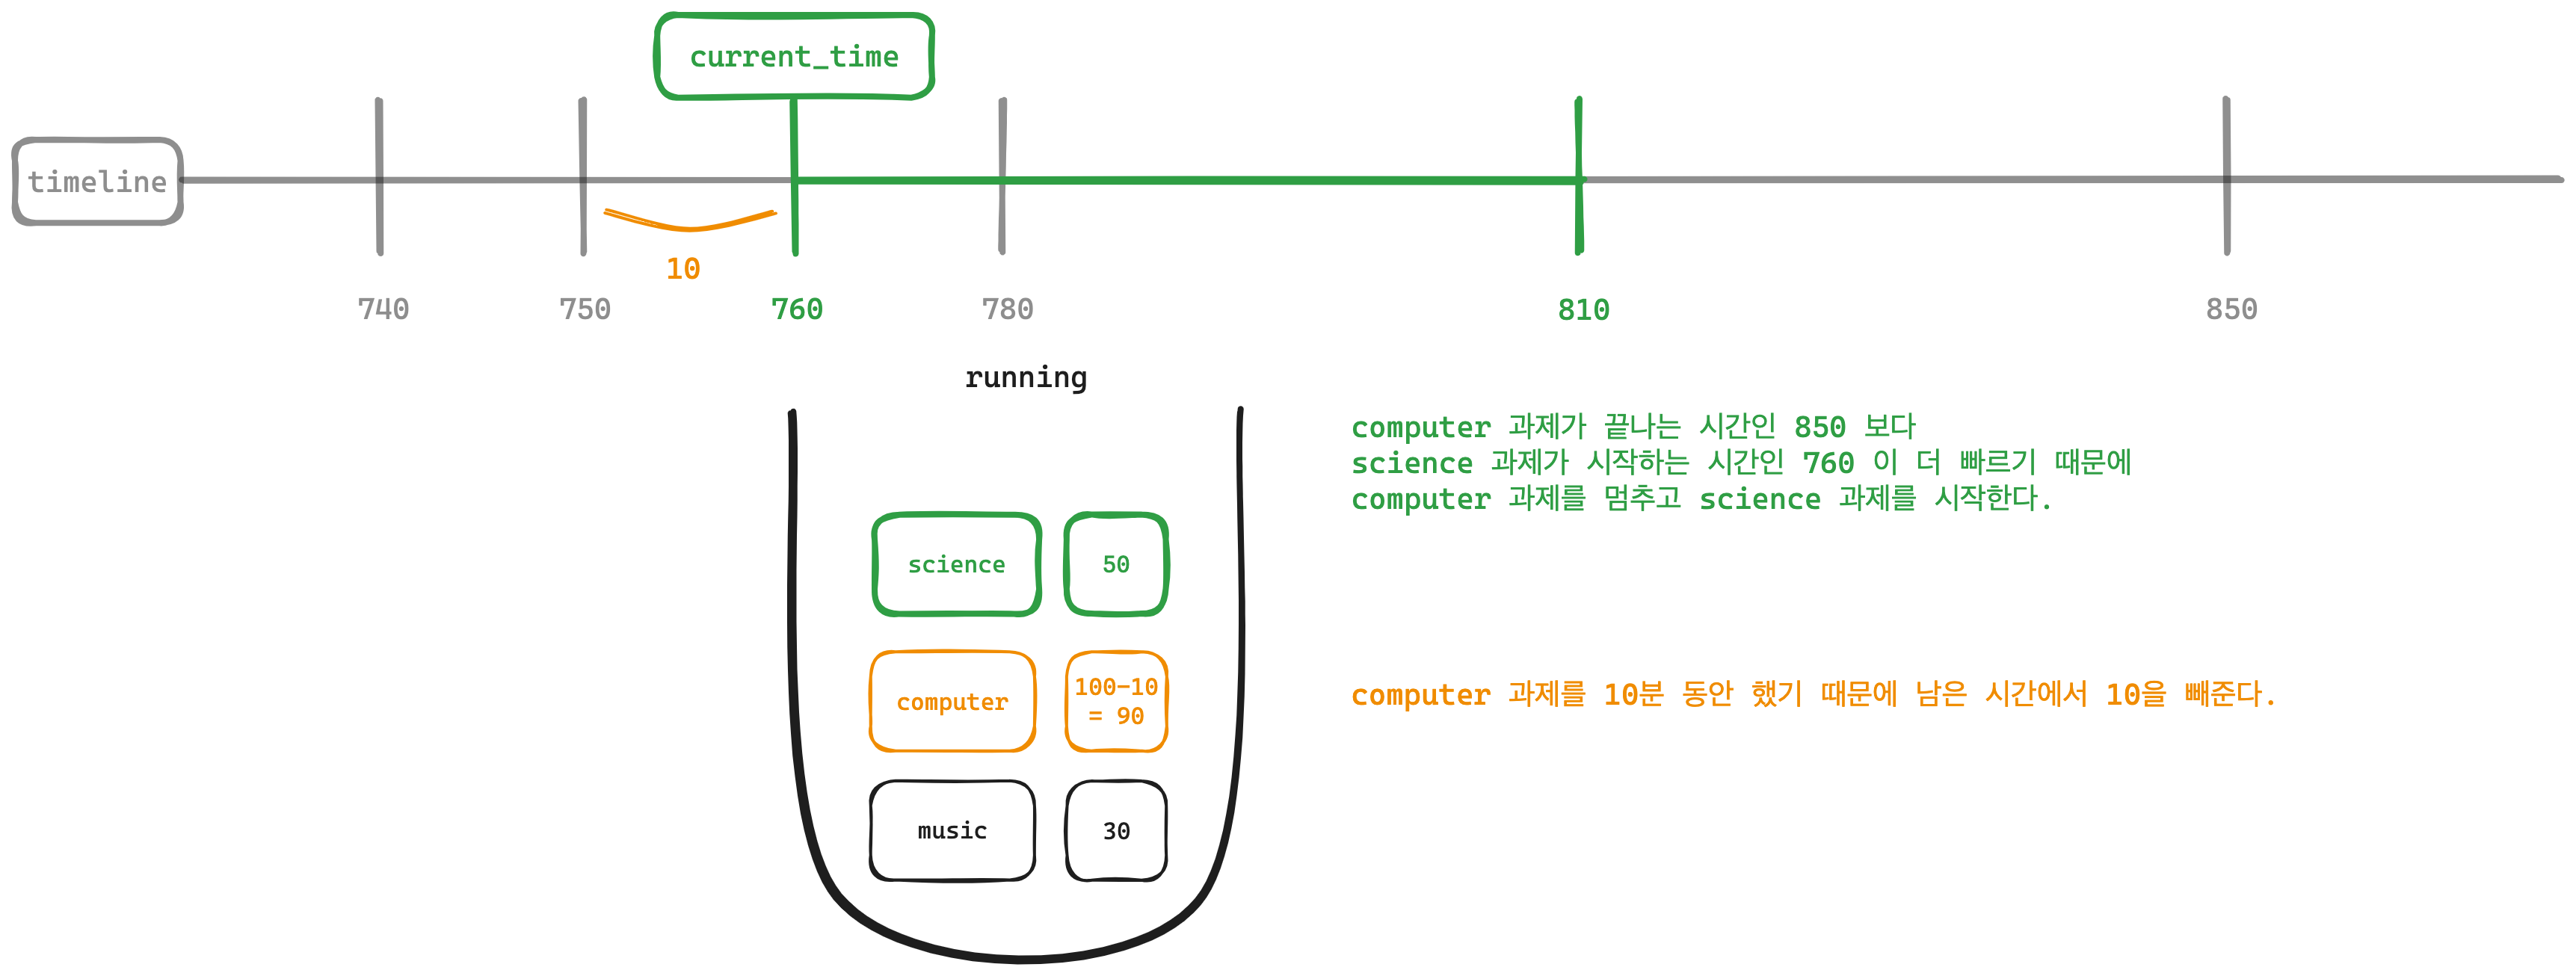 current_time
timeline
10
740 750 760 780 810 850
running
computer 과제가 끝나는 시간인 850 보다
science 과제가 시작하는 시간인 760 이 더 빠르기 때문에
computer 과제를 멈추고 science 과제를 시작한다.
science 50
computer 100-10
= 90
computer 과제를 10분 동안 했기 때문에 남은 시간에서 10을 빼준다.
music 30